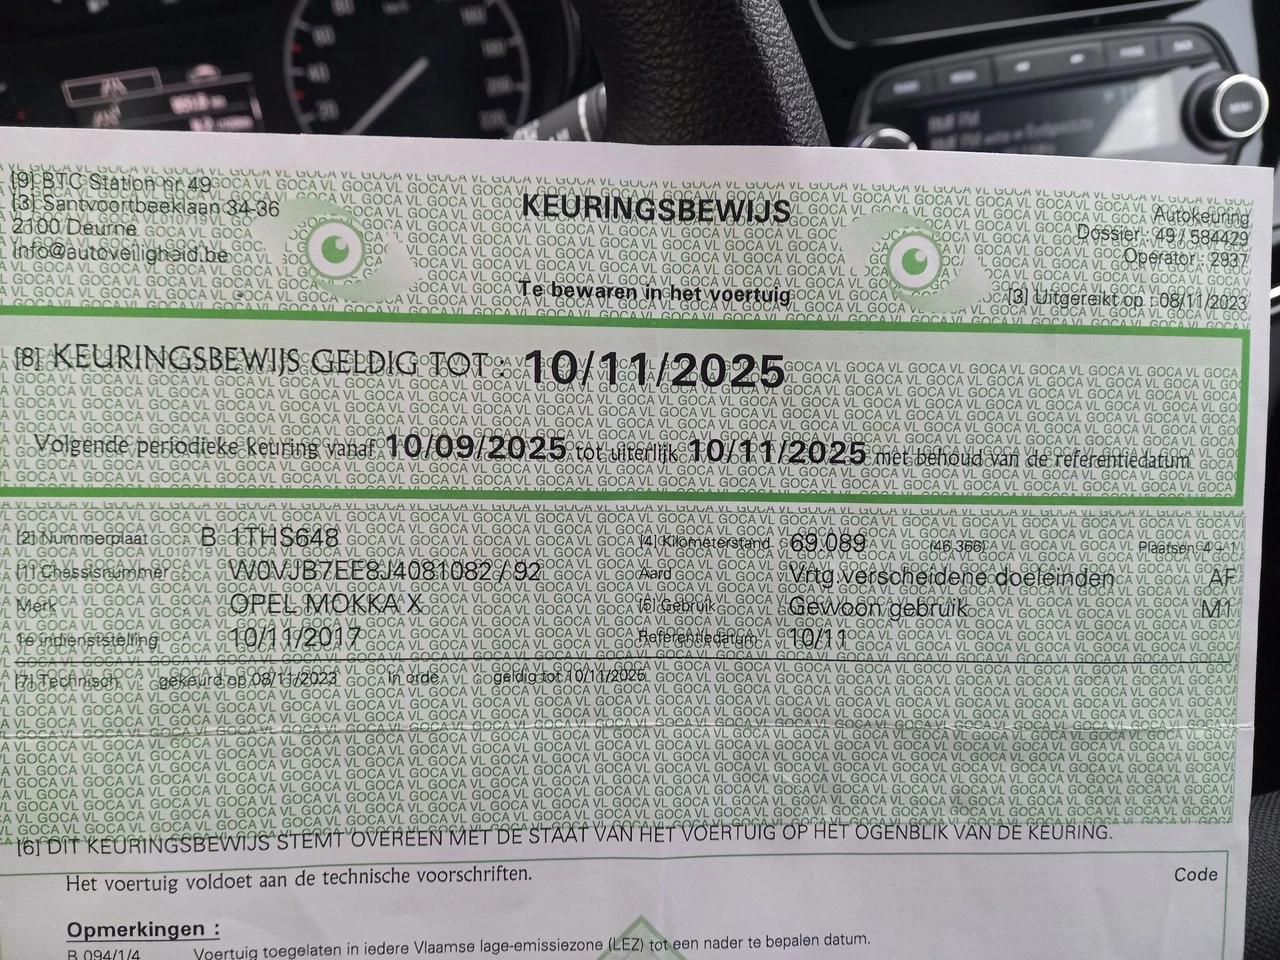 [9] BTC Station nr 49
[3] Santvoortbeeklaan 34-36
2100 Deurne
info@autoveiligheid.be
KEURINGSBEWIJS
Te bewaren in het voertuig
Autokeuring
Dossier : 49 / 584429
Operator : 2937
[3] Uitgereikt op : 08/11/2023
[8] KEURINGSBEWIJS GELDIG TOT : 10/11/2025
Volgende periodieke keuring vanaf 10/09/2025 tot uiterlijk 10/11/2025 met behoud van de referentiedatum
[2] Nummerplaat B 1THS648 [4] Kilometerstand 69.089 (46.366) Plaatsen 4 + 1
VL010719
[1] Chassisnummer W0VJB7EE8J4081082 / 92 Aard Vrtg.verscheidene doeleinden AF
Merk OPEL MOKKA X [5] Gebruik Gewoon gebruik M1
1e indienststelling 10/11/2017 Referentiedatum 10/11
[7] Technisch gekeurd op 08/11/2023 In orde geldig tot 10/11/2025
[6] DIT KEURINGSBEWIJS STEMT OVEREEN MET DE STAAT VAN HET VOERTUIG OP HET OGENBLIK VAN DE KEURING.
Het voertuig voldoet aan de technische voorschriften. Code
Opmerkingen :
B 094/1/4 Voertuig toegelaten in iedere Vlaamse lage-emissiezone (LEZ) tot een nader te bepalen datum.